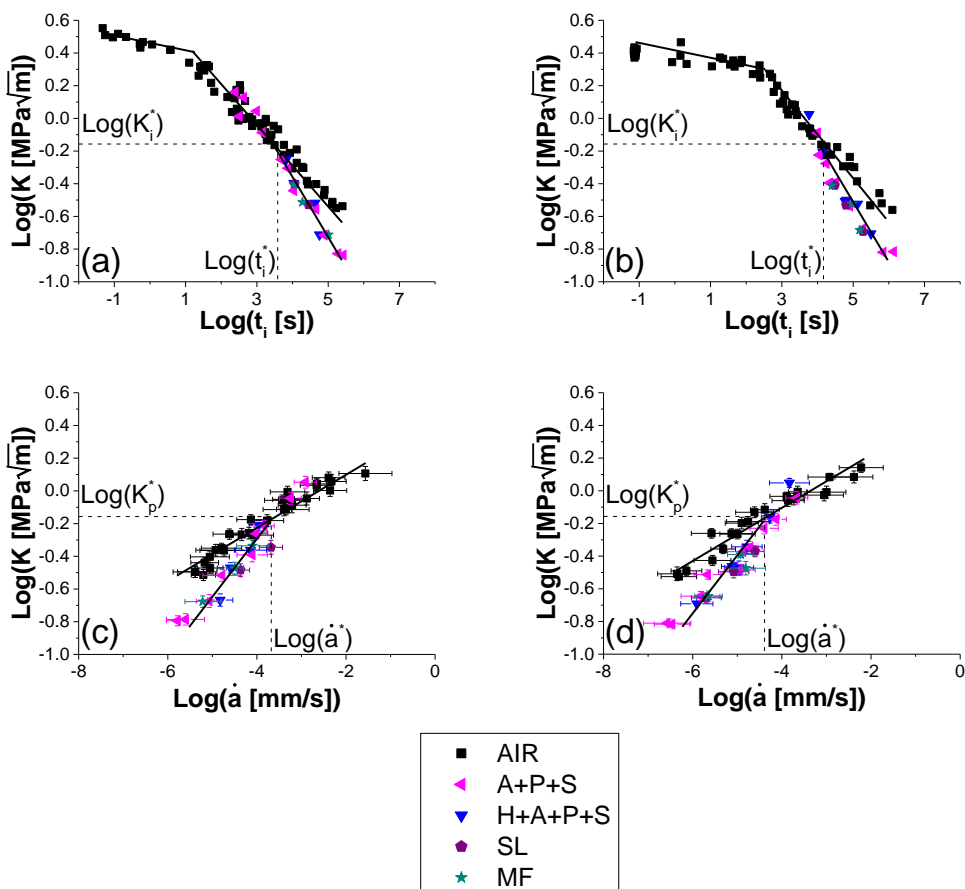 0.6
0.4
0.2
0.0
-0.2
-0.4
-0.6
-0.8
-1.0
Log(K [MPa√m])
Log(K*i)
Log(t*i)
(a)
-1 1 3 5 7
Log(ti [s])
0.6
0.4
0.2
0.0
-0.2
-0.4
-0.6
-0.8
-1.0
Log(K [MPa√m])
Log(K*i)
Log(t*i)
(b)
-1 1 3 5 7
Log(ti [s])
0.6
0.4
0.2
0.0
-0.2
-0.4
-0.6
-0.8
-1.0
Log(K [MPa√m])
Log(K*p)
Log(ȧ*)
(c)
-8 -6 -4 -2 0
Log(ȧ [mm/s])
0.6
0.4
0.2
0.0
-0.2
-0.4
-0.6
-0.8
-1.0
Log(K [MPa√m])
Log(K*p)
Log(ȧ*)
(d)
-8 -6 -4 -2 0
Log(ȧ [mm/s])
AIR
A+P+S
H+A+P+S
SL
MF